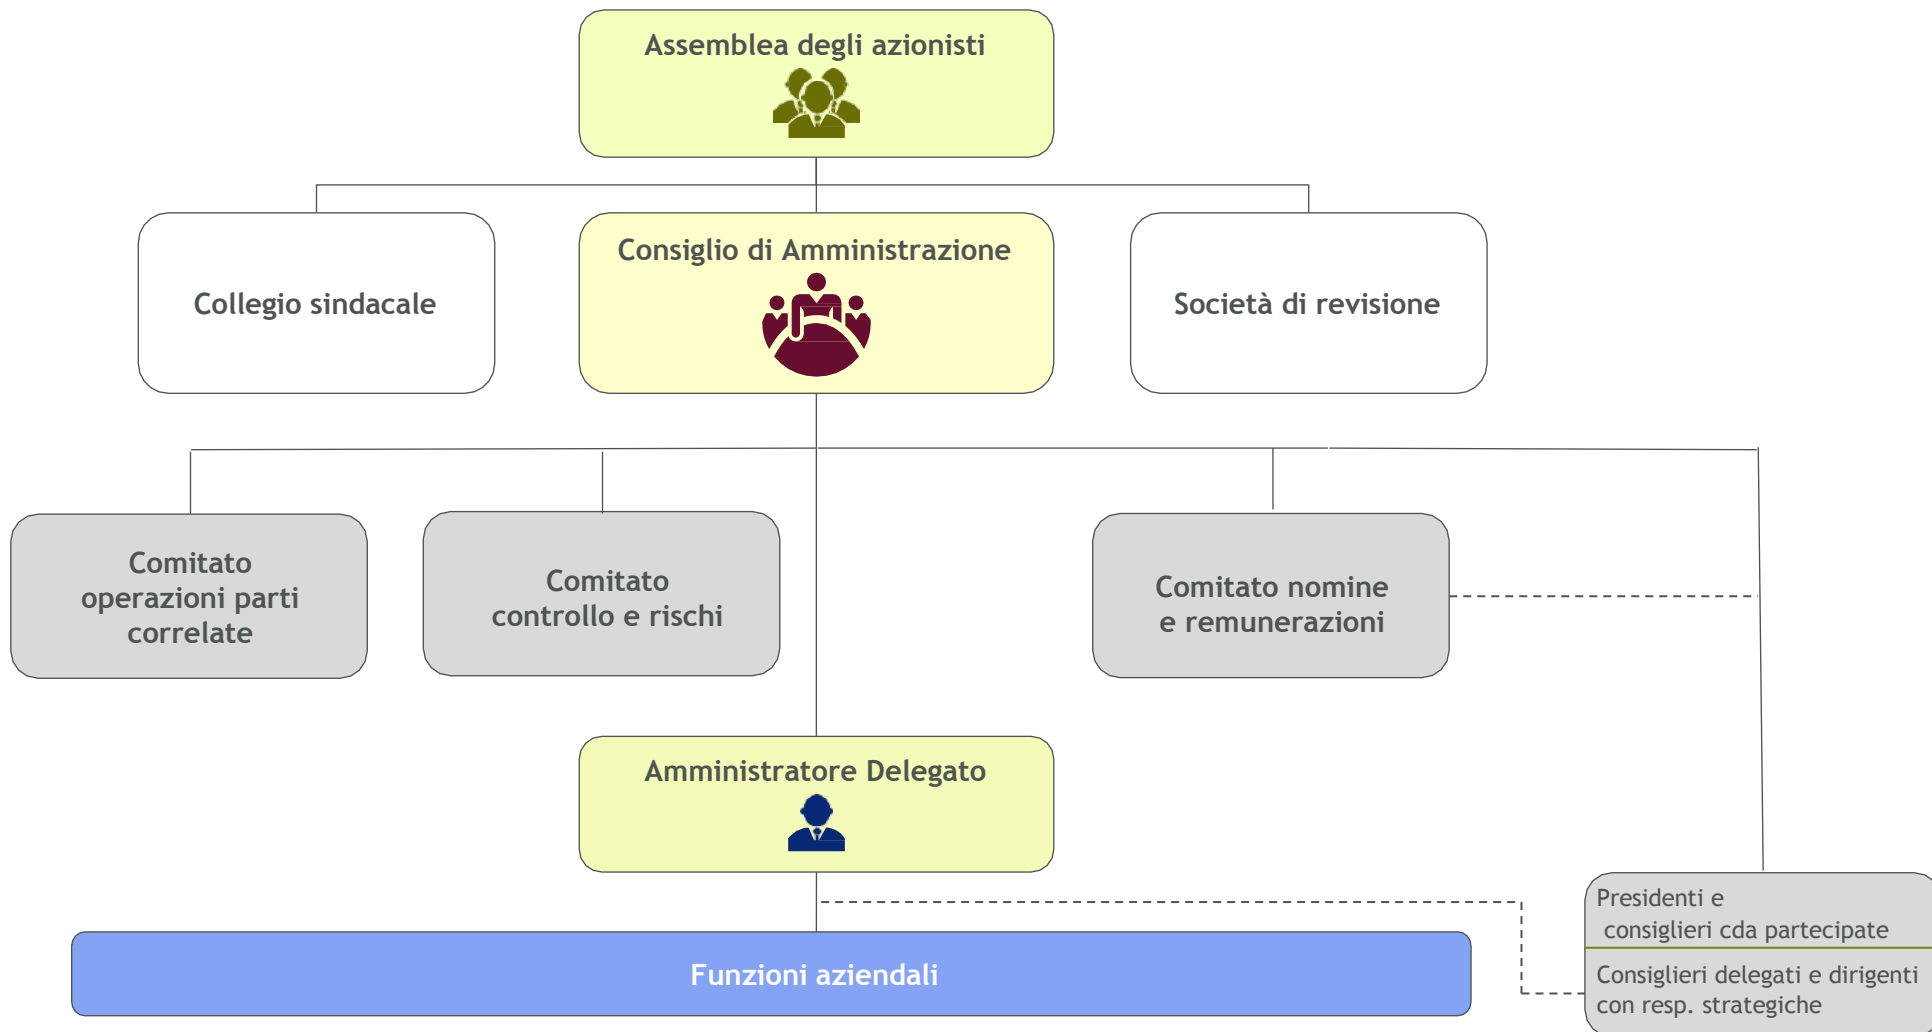 Assemblea degli azionisti
Collegio sindacale
Consiglio di Amministrazione
Società di revisione
Comitato
operazioni parti
correlate
Comitato
controllo e rischi
Comitato nomine
e remunerazioni
Amministratore Delegato
Presidenti e
consiglieri cda partecipate
Consiglieri delegati e dirigenti
con resp. strategiche
Funzioni aziendali